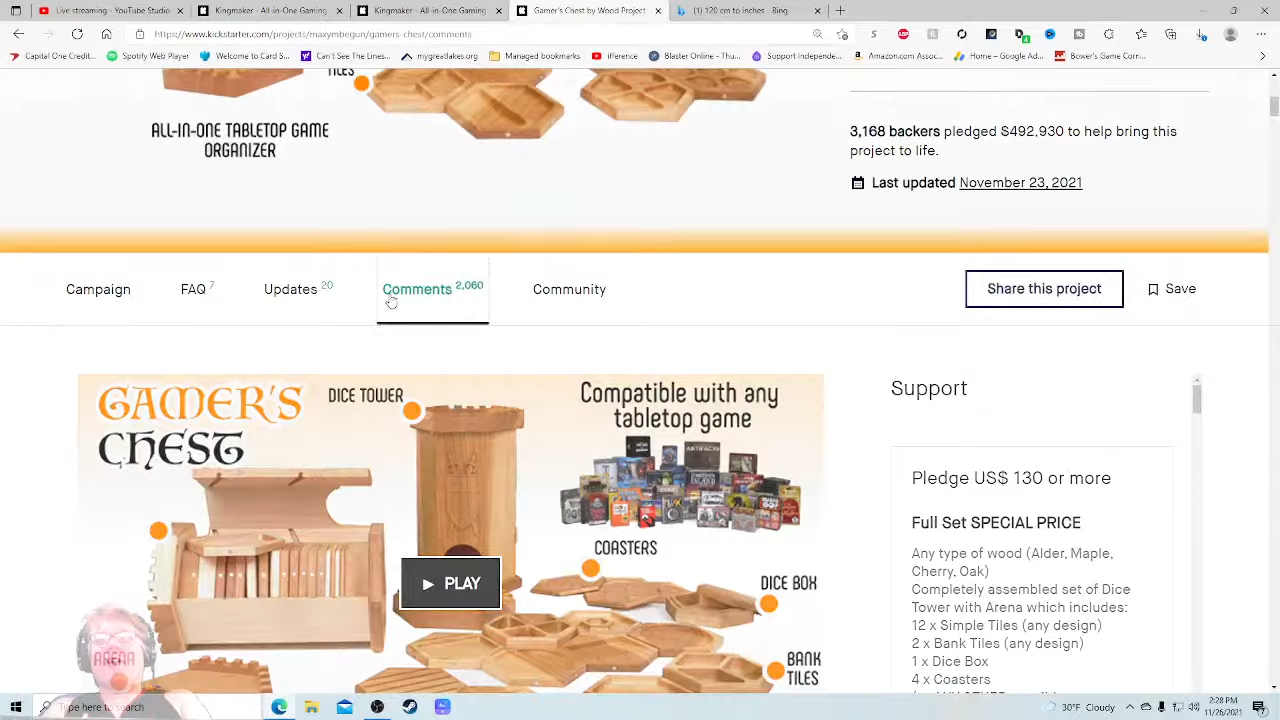 Live streaming - YouTube Studio
Kingmaker - All-in-One Gaming
Kingmaker - All-in-One Gaming
Gamer's Chest by Wood Project
(1) 120 cm to inches - Bing
https://www.kickstarter.com/projects/maxymbegun/gamers-chest/comments
Capital One Credit... Spotify Web Player Welcome Guard S... Can't See The Lines... mygreatlakes.org Managed bookmarks iference Blaster Online - Thu... Support Independe... Amazon.com Assoc... Home – Google Ad... Bower's Game Corn...
TILES
ALL-IN-ONE TABLETOP GAME
ORGANIZER
3,168 backers pledged $492,930 to help bring this
project to life.
Last updated November 23, 2021
Campaign FAQ 7 Updates 20 Comments 2,060 Community
Share this project Save
GAMER'S
CHEST
DICE TOWER
Compatible with any
tabletop game
COASTERS
DICE BOX
BANK
TILES
PLAY
ARENA
Support
Pledge US$ 130 or more
Full Set SPECIAL PRICE
Any type of wood (Alder, Maple,
Cherry, Oak)
Completely assembled set of Dice
Tower with Arena which includes:
12 x Simple Tiles (any design)
2 x Bank Tiles (any design)
1 x Dice Box
4 x Coasters
Type here to search
30°F Cloudy
2:28 PM
11/26/2021